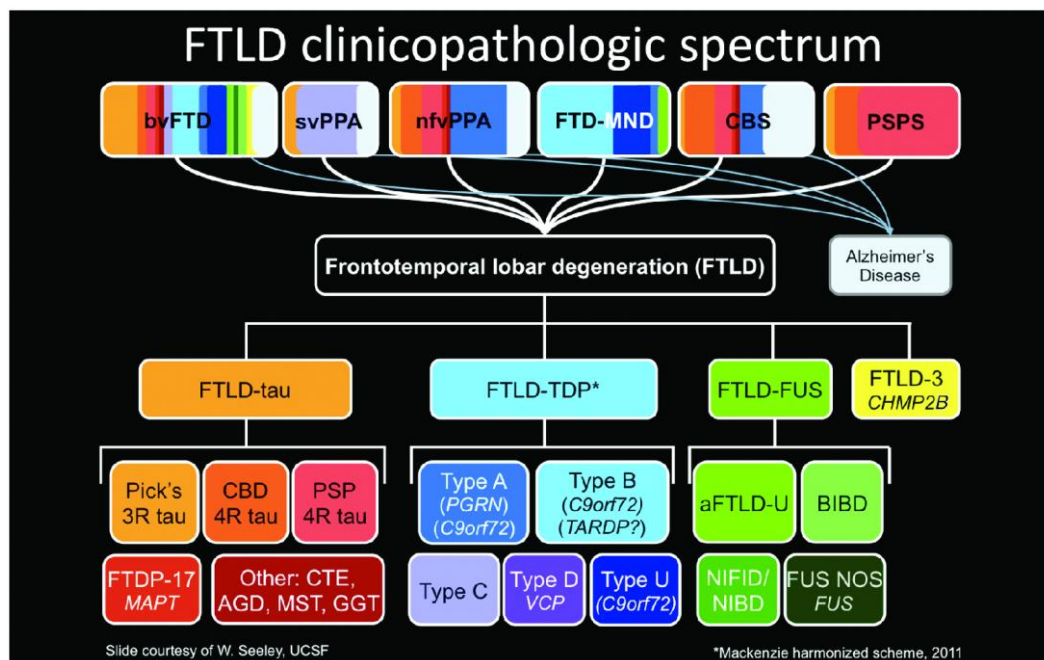 FTLD clinicopathologic spectrum
bvFTD
svPPA
nfvPPA
FTD-MND
CBS
PSPS
Frontotemporal lobar degeneration (FTLD)
Alzheimer's
Disease
FTLD-tau
FTLD-TDP*
FTLD-FUS
FTLD-3
CHMP2B
Pick's
3R tau
CBD
4R tau
PSP
4R tau
Type A
(PGRN)
(C9orf72)
Type B
(C9orf72)
(TARDP?)
aFTLD-U
BIBD
FTDP-17
MAPT
Other: CTE,
AGD, MST, GGT
Type C
Type D
VCP
Type U
(C9orf72)
NIFID/
NIBD
FUS NOS
FUS
Slide courtesy of W. Seeley, UCSF
*Mackenzie harmonized scheme, 2011